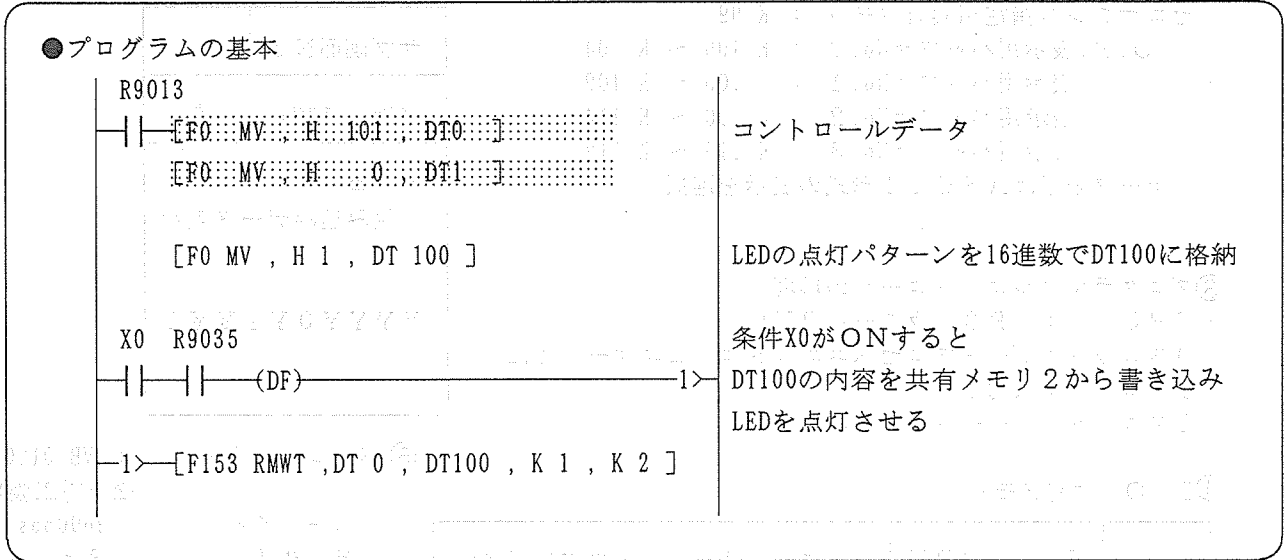 ●プログラムの基本
R9013
[F0 MV , H 101 , DT0 ] コントロールデータ
[F0 MV , H 0 , DT1 ]
[F0 MV , H 1 , DT 100 ] LEDの点灯パターンを16進数でDT100に格納
X0 R9035 条件X0がONすると
(DF) 1> DT100の内容を共有メモリ2から書き込み
LEDを点灯させる
1> [F153 RMWT ,DT 0 , DT100 , K 1 , K 2 ]